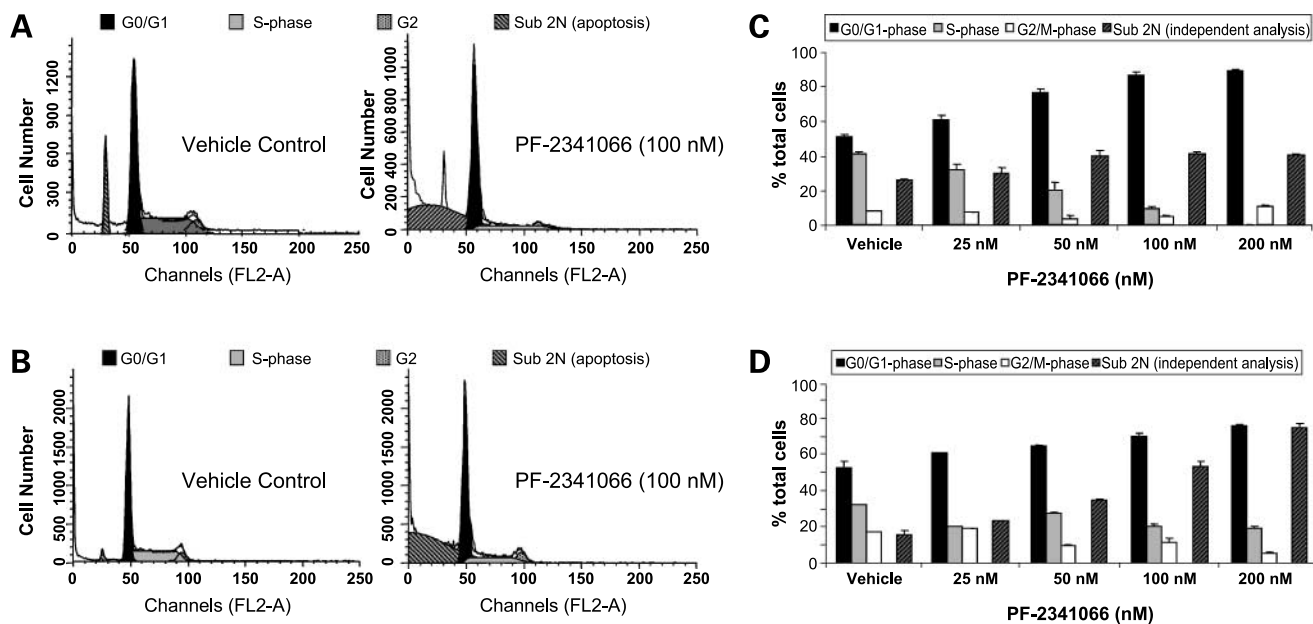 A
G0/G1 S-phase G2 Sub 2N (apoptosis)
Cell Number
1200
900
600
300
0
Vehicle Control
0 50 100 150 200 250
Channels (FL2-A)
Cell Number
1000
800
600
400
200
0
PF-2341066 (100 nM)
0 50 100 150 200 250
Channels (FL2-A)
B
G0/G1 S-phase G2 Sub 2N (apoptosis)
Cell Number
2000
1500
1000
500
0
Vehicle Control
0 50 100 150 200 250
Channels (FL2-A)
Cell Number
2000
1500
1000
500
0
PF-2341066 (100 nM)
0 50 100 150 200 250
Channels (FL2-A)
C
G0/G1-phase S-phase G2/M-phase Sub 2N (independent analysis)
% total cells
100
80
60
40
20
0
Vehicle 25 nM 50 nM 100 nM 200 nM
PF-2341066 (nM)
D
G0/G1-phase S-phase G2/M-phase Sub 2N (independent analysis)
% total cells
100
80
60
40
20
0
Vehicle 25 nM 50 nM 100 nM 200 nM
PF-2341066 (nM)